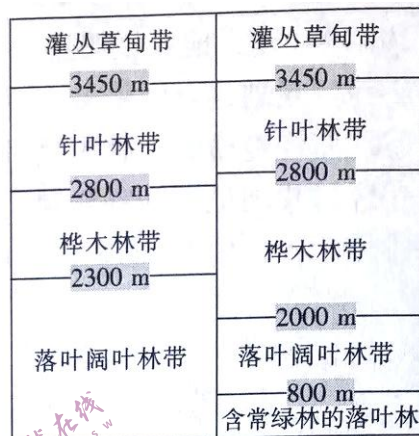 灌丛草甸带
3450 m
针叶林带
2800 m
桦木林带
2300 m
落叶阔叶林带
灌丛草甸带
3450 m
针叶林带
2800 m
桦木林带
2000 m
落叶阔叶林带
800 m
含常绿林的落叶林